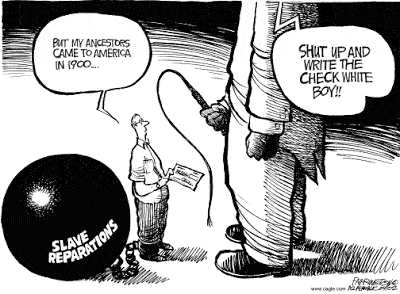 BUT MY ANCESTORS
CAME TO AMERICA
IN 1900...
SHUT UP AND
WRITE THE
CHECK WHITE
BOY!!
SLAVE
REPARATIONS
www.cagle.com